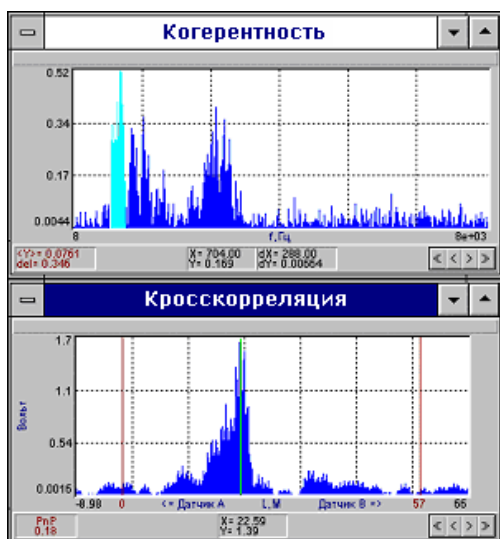 Когерентность
0.52
0.34
0.17
0.0044
8 f,Гц 8e+03
<Y>= 0.0761 X= 704.00 dX= 288.00
del= 0.346 Y= 0.169 dY= 0.00564
Кросскорреляция
1.7
1.1
0.54
0.0016
Вольт
-8.98 0 <= Датчик A L,M Датчик B => 57 65
PnP X= 22.59
0.18 Y= 1.39